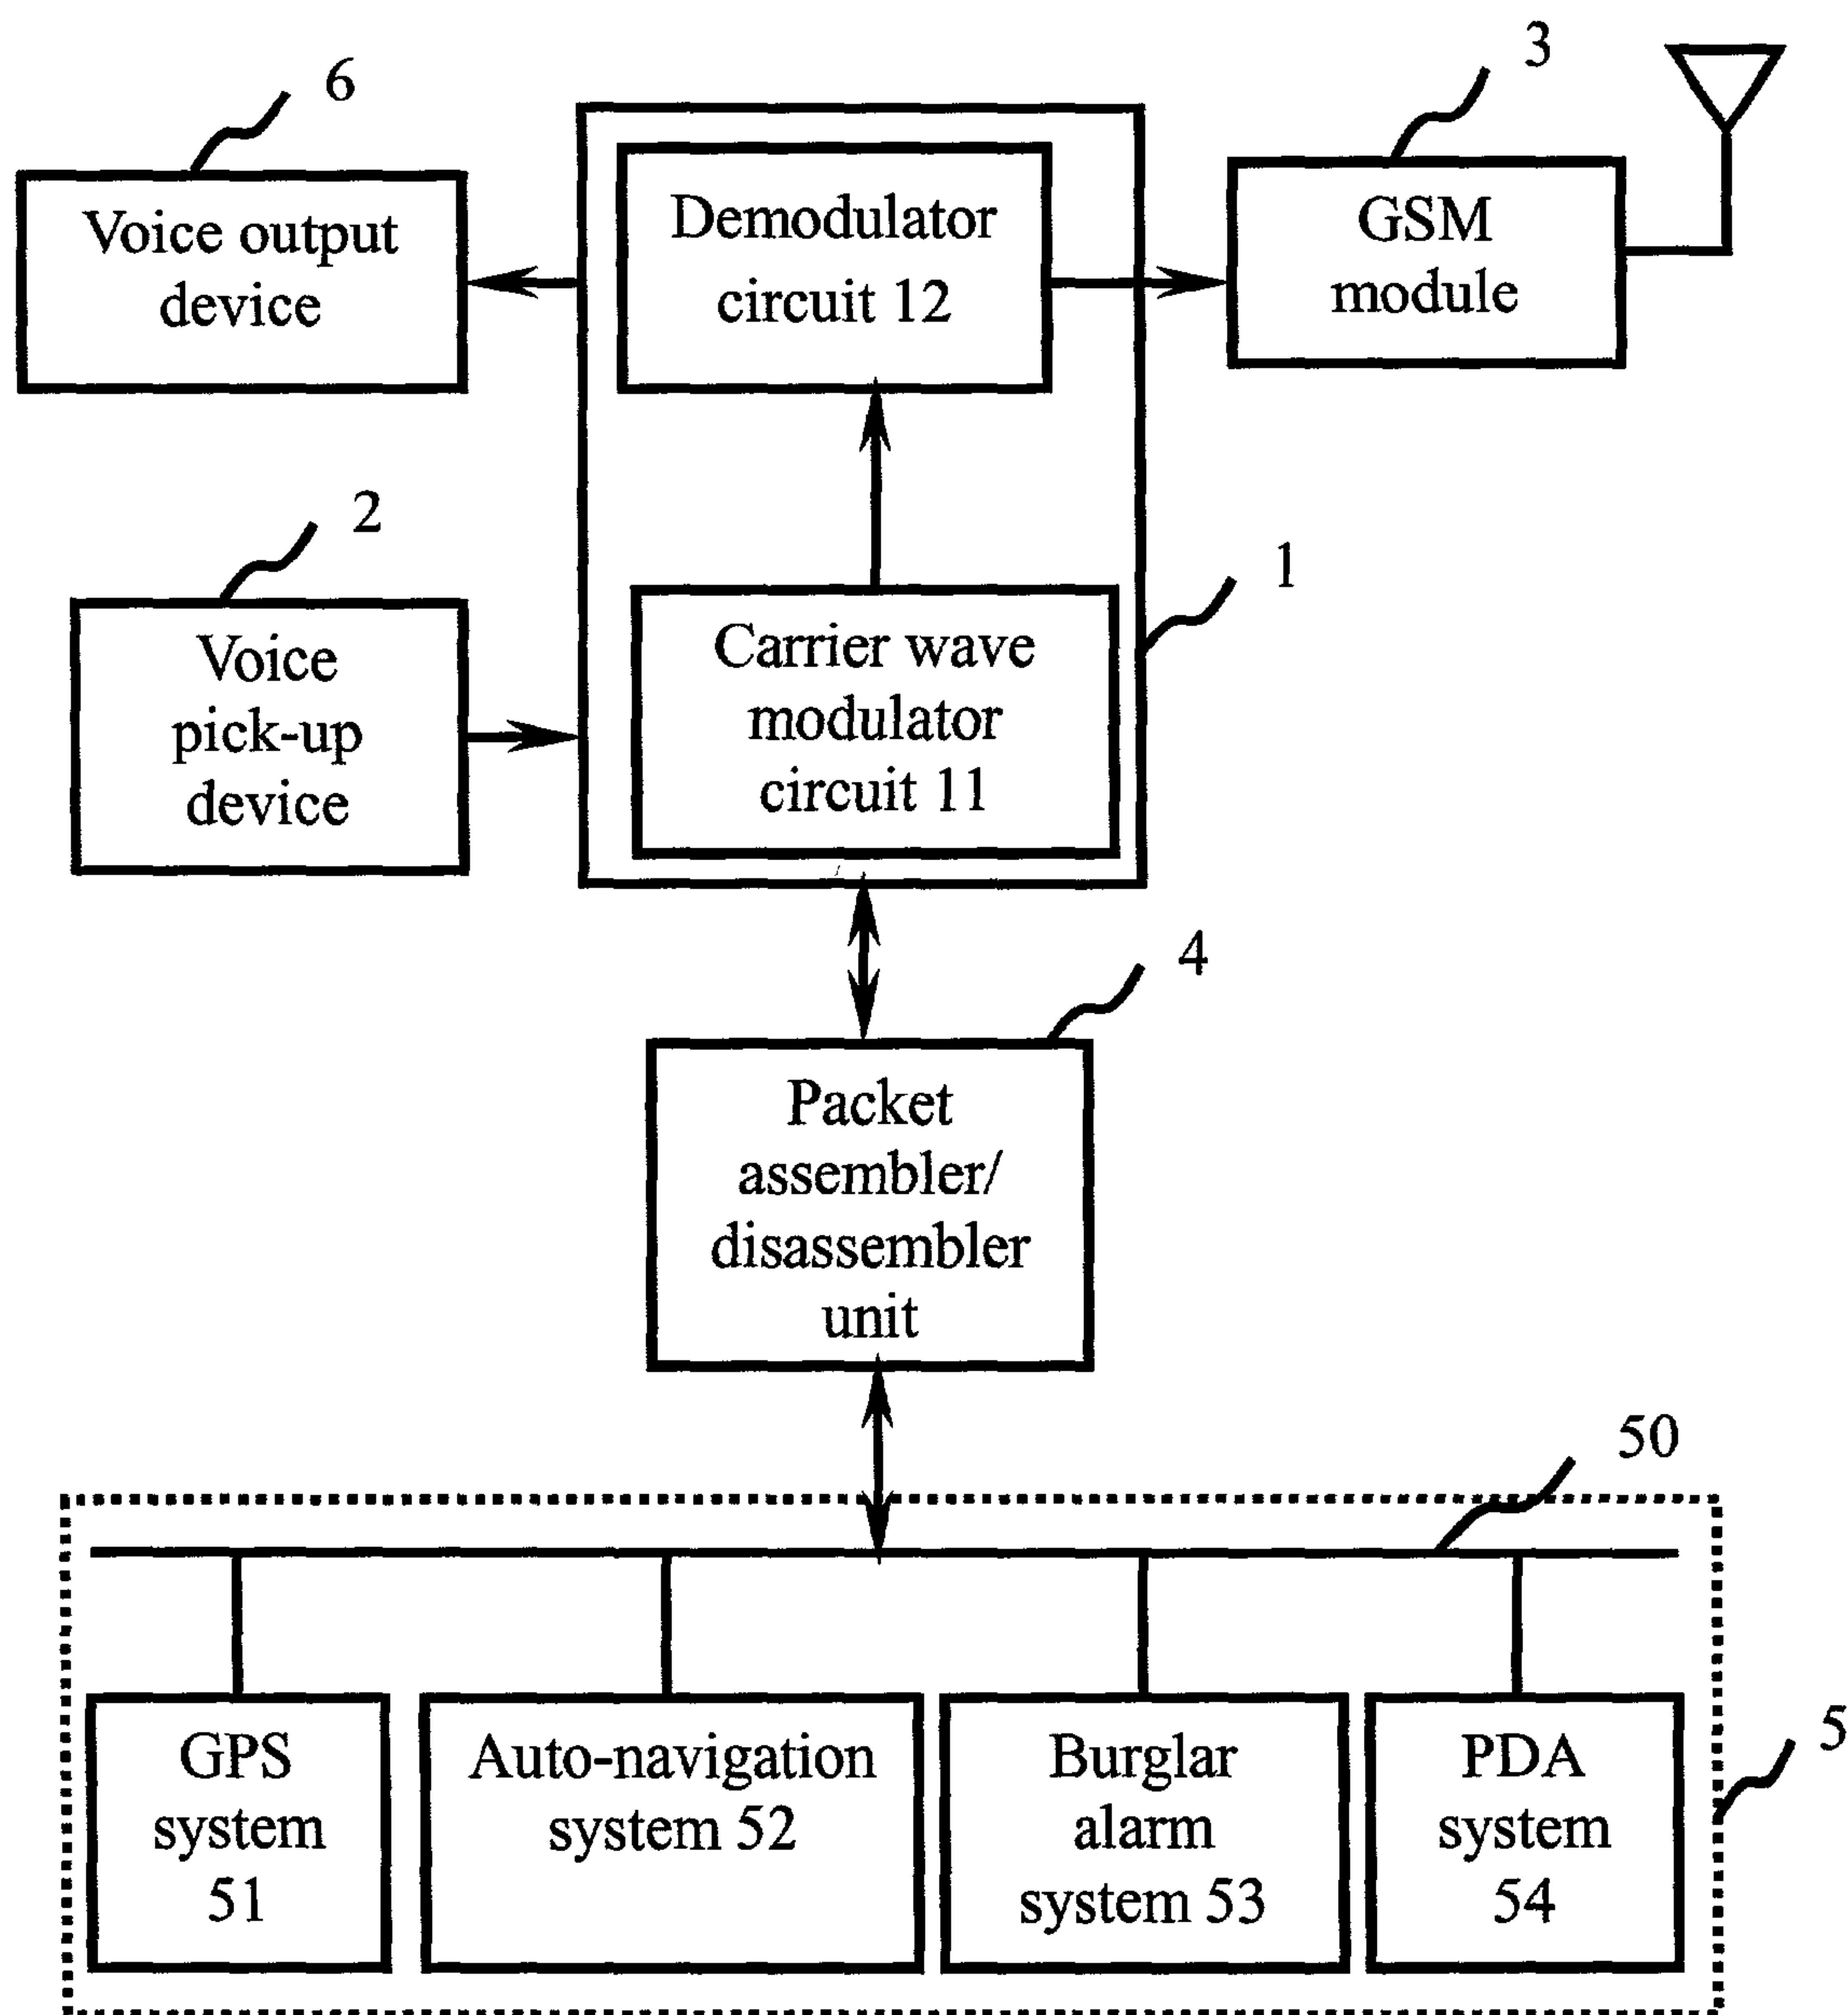 6
3
Voice output
device
Demodulator
circuit 12
GSM
module
2
1
Voice
pick-up
device
Carrier wave
modulator
circuit 11
4
Packet
assembler/
disassembler
unit
50
GPS
system
51
Auto-navigation
system 52
Burglar
alarm
system 53
PDA
system
54
5